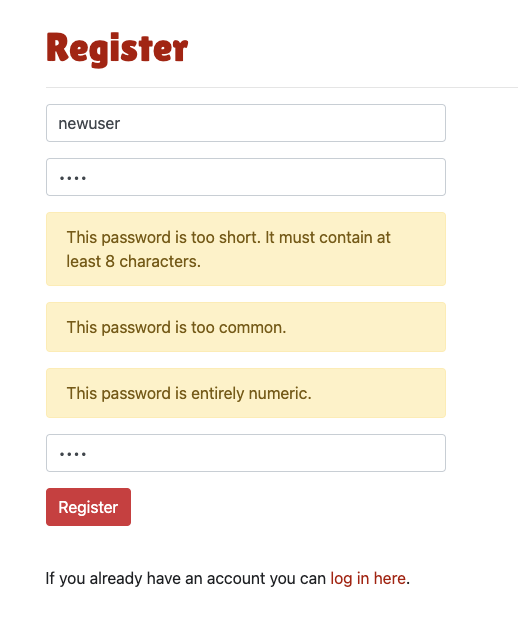 Register
newuser
••••
This password is too short. It must contain at
least 8 characters.
This password is too common.
This password is entirely numeric.
••••
Register
If you already have an account you can log in here.